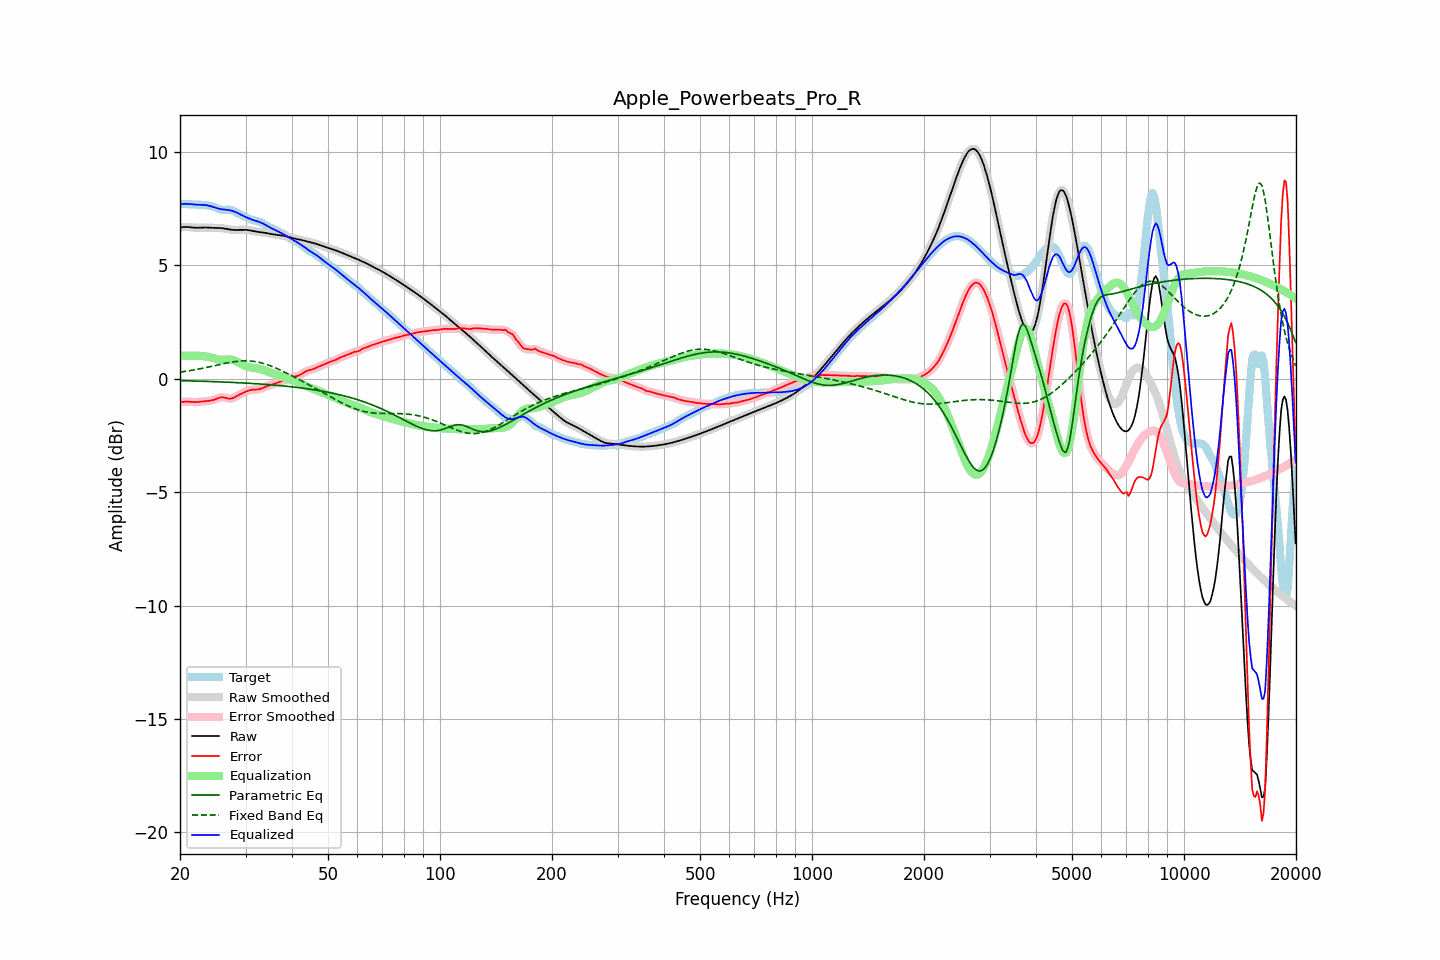 Apple_Powerbeats_Pro_R
Amplitude (dBr)
10
5
0
−5
−10
−15
−20
Target
Raw Smoothed
Error Smoothed
Raw
Error
Equalization
Parametric Eq
Fixed Band Eq
Equalized
20 50 100 200 500 1000 2000 5000 10000 20000
Frequency (Hz)